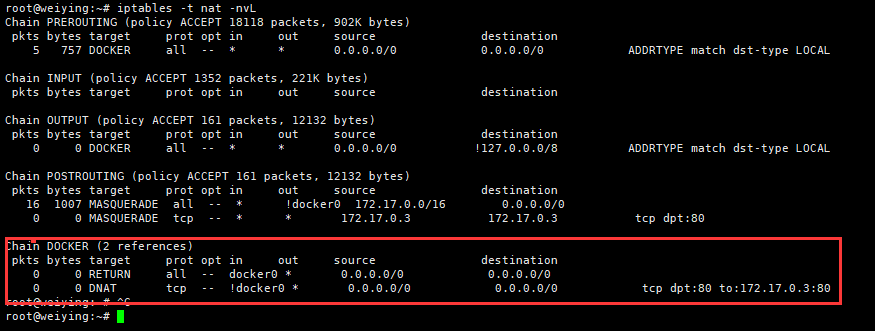 root@weiying:~# iptables -t nat -nvL
Chain PREROUTING (policy ACCEPT 18118 packets, 902K bytes)
pkts bytes target prot opt in out source destination
5 757 DOCKER all -- * * 0.0.0.0/0 0.0.0.0/0 ADDRTYPE match dst-type LOCAL
Chain INPUT (policy ACCEPT 1352 packets, 221K bytes)
pkts bytes target prot opt in out source destination
Chain OUTPUT (policy ACCEPT 161 packets, 12132 bytes)
pkts bytes target prot opt in out source destination
0 0 DOCKER all -- * * 0.0.0.0/0 !127.0.0.0/8 ADDRTYPE match dst-type LOCAL
Chain POSTROUTING (policy ACCEPT 161 packets, 12132 bytes)
pkts bytes target prot opt in out source destination
16 1007 MASQUERADE all -- * !docker0 172.17.0.0/16 0.0.0.0/0
0 0 MASQUERADE tcp -- * * 172.17.0.3 172.17.0.3 tcp dpt:80
Chain DOCKER (2 references)
pkts bytes target prot opt in out source destination
0 0 RETURN all -- docker0 * 0.0.0.0/0 0.0.0.0/0
0 0 DNAT tcp -- !docker0 * 0.0.0.0/0 0.0.0.0/0 tcp dpt:80 to:172.17.0.3:80
root@weiying:~# ^C
root@weiying:~#